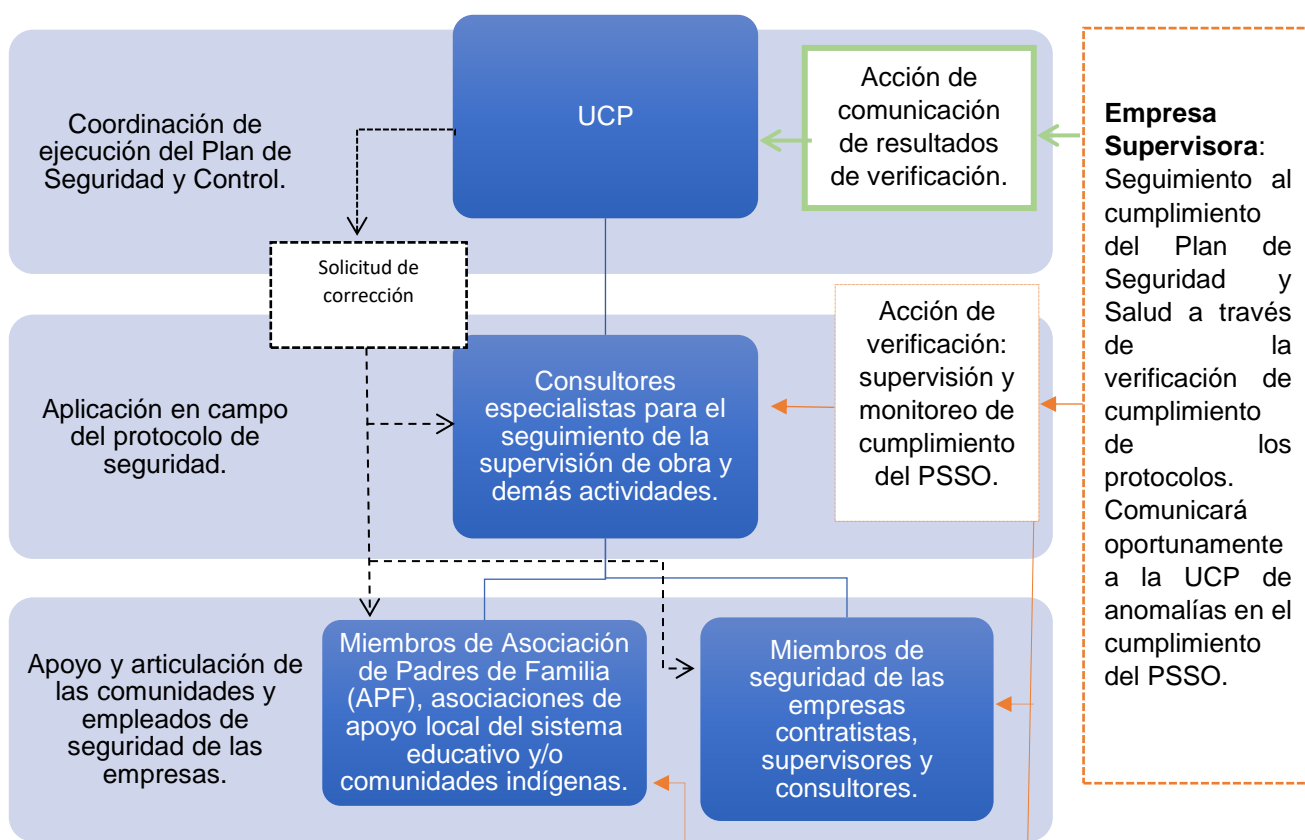 Coordinación de
ejecución del Plan de
Seguridad y Control.
UCP
Acción de
comunicación
de resultados
de verificación.
Empresa
Supervisora:
Seguimiento al
cumplimiento
del Plan de
Seguridad y
Salud a través
de la
verificación de
cumplimiento
de los
protocolos.
Comunicará
oportunamente
a la UCP de
anomalías en el
cumplimiento
del PSSO.
Solicitud de
corrección
Aplicación en campo
del protocolo de
seguridad.
Consultores
especialistas para el
seguimiento de la
supervisión de obra y
demás actividades.
Acción de
verificación:
supervisión y
monitoreo de
cumplimiento
del PSSO.
Apoyo y articulación de
las comunidades y
empleados de
seguridad de las
empresas.
Miembros de Asociación
de Padres de Familia
(APF), asociaciones de
apoyo local del sistema
educativo y/o
comunidades indígenas.
Miembros de
seguridad de las
empresas
contratistas,
supervisores y
consultores.